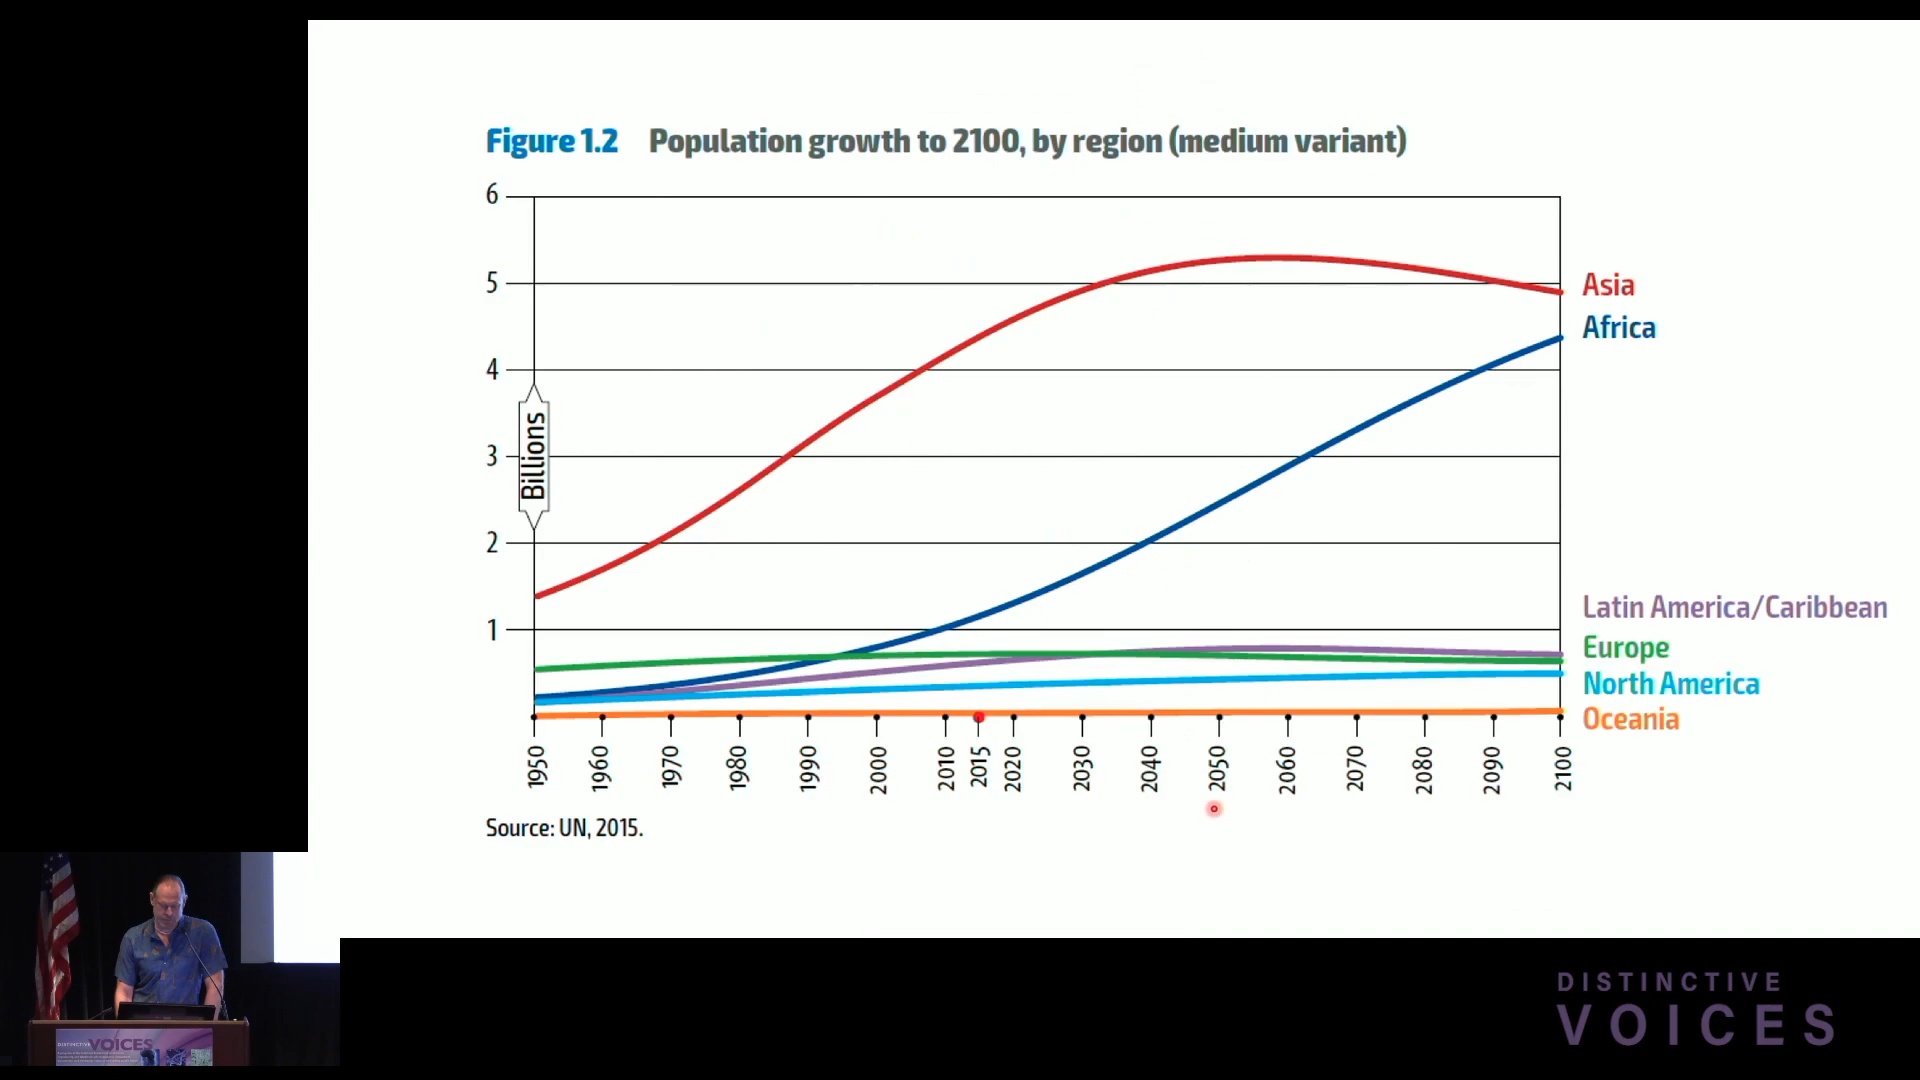 Figure 1.2 Population growth to 2100, by region (medium variant)
6
5
4
3
2
1
Billions
Asia
Africa
Latin America/Caribbean
Europe
North America
Oceania
1950 1960 1970 1980 1990 2000 2010 2015 2020 2030 2040 2050 2060 2070 2080 2090 2100
Source: UN, 2015.
DISTINCTIVE
VOICES
DISTINCTIVE VOICES